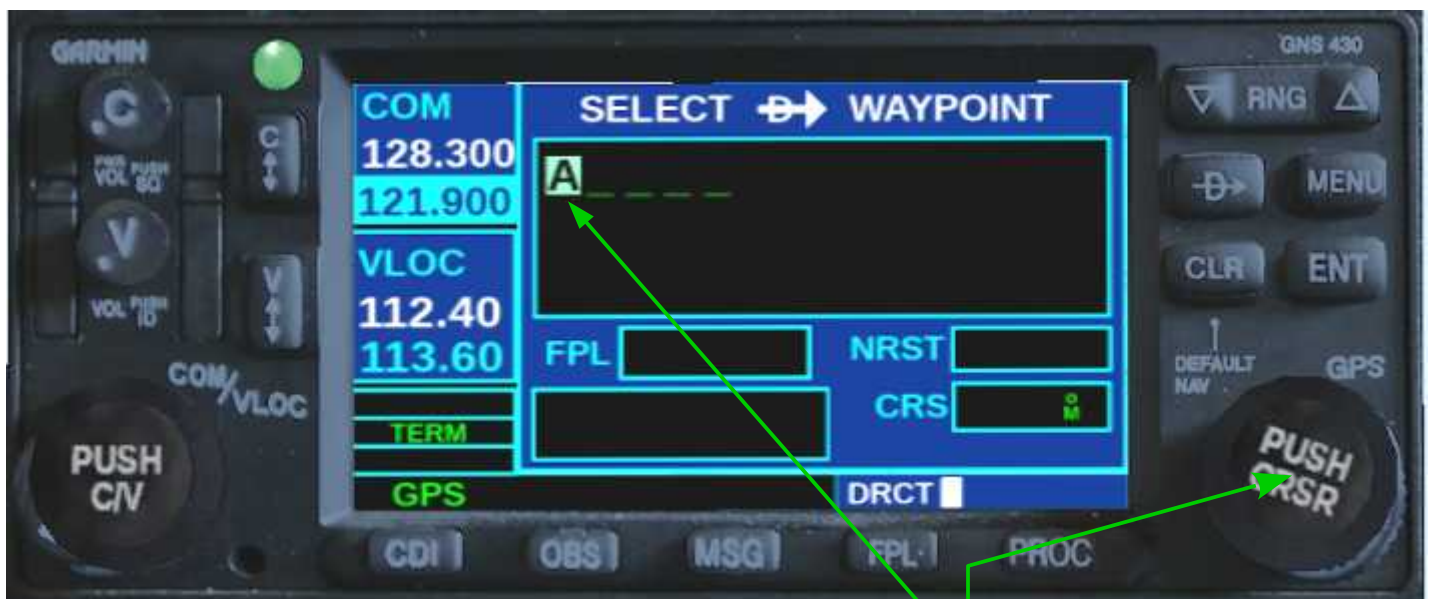 GARMIN
GNS 430
C
PWR VOL PUSH SQ
C
V
VOL PUSH ID
V
COM/VLOC
PUSH C/V
COM
128.300
121.900
VLOC
112.40
113.60
TERM
GPS
SELECT D WAYPOINT
A _ _ _ _
FPL
NRST
CRS
°M
DRCT
RNG
D
MENU
CLR
ENT
DEFAULT NAV
GPS
PUSH CRSR
CDI
OBS
MSG
FPL
PROC